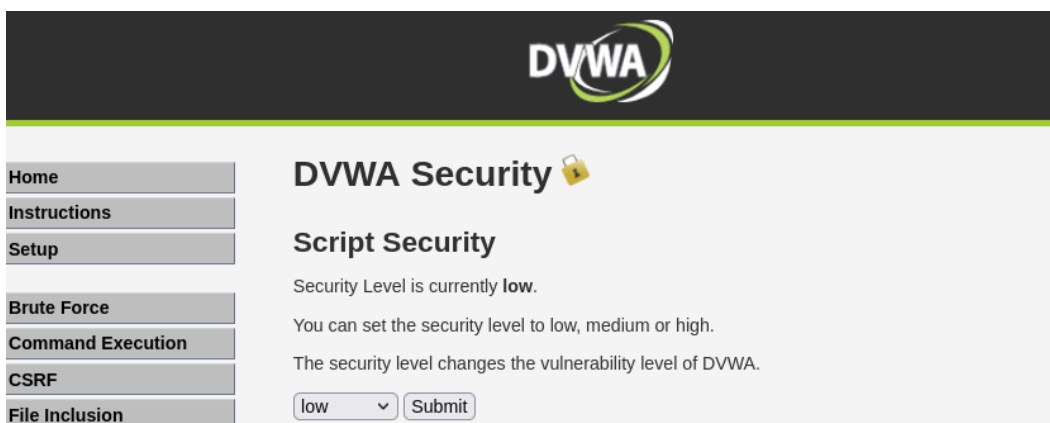 DVWA
Home
Instructions
Setup
Brute Force
Command Execution
CSRF
File Inclusion
DVWA Security
Script Security
Security Level is currently low.
You can set the security level to low, medium or high.
The security level changes the vulnerability level of DVWA.
low Submit